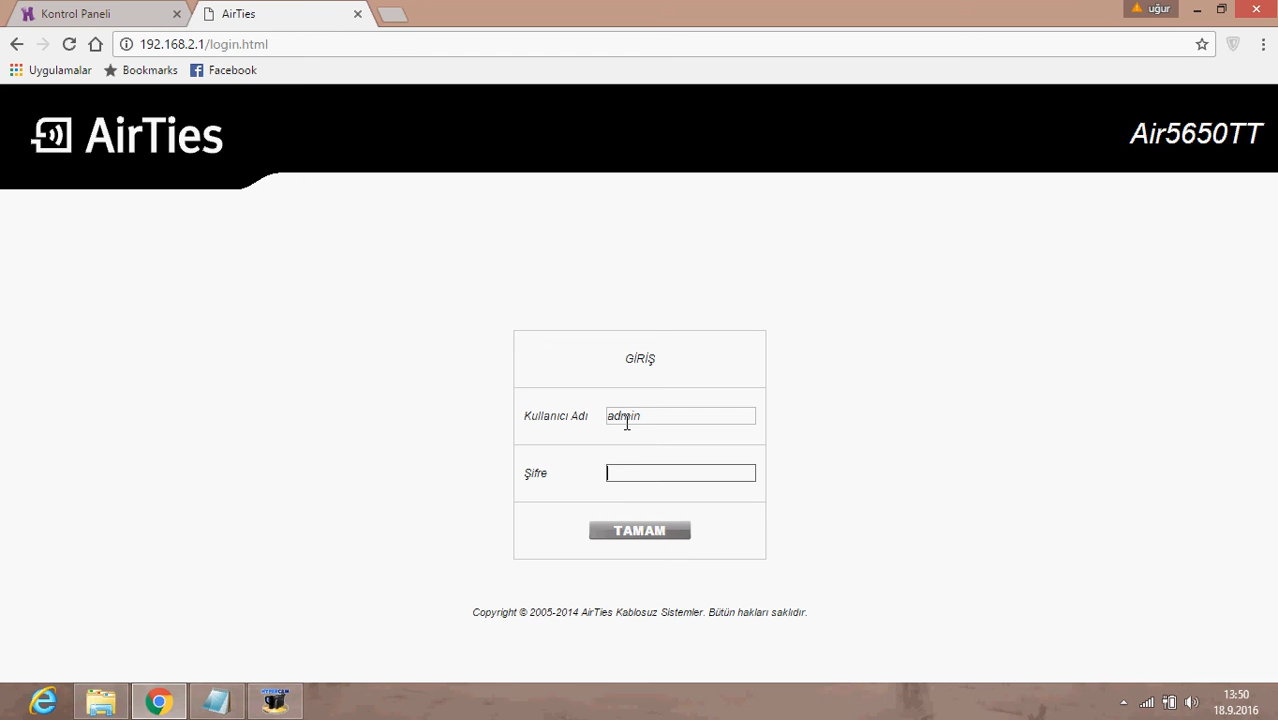 Kontrol Paneli
AirTies
uğur
192.168.2.1/login.html
Uygulamalar
Bookmarks
Facebook
AirTies
Air5650TT
GİRİŞ
Kullanıcı Adı
admin
Şifre
TAMAM
Copyright © 2005-2014 AirTies Kablosuz Sistemler. Bütün hakları saklıdır.
HYPERCAM
13:50
18.9.2016